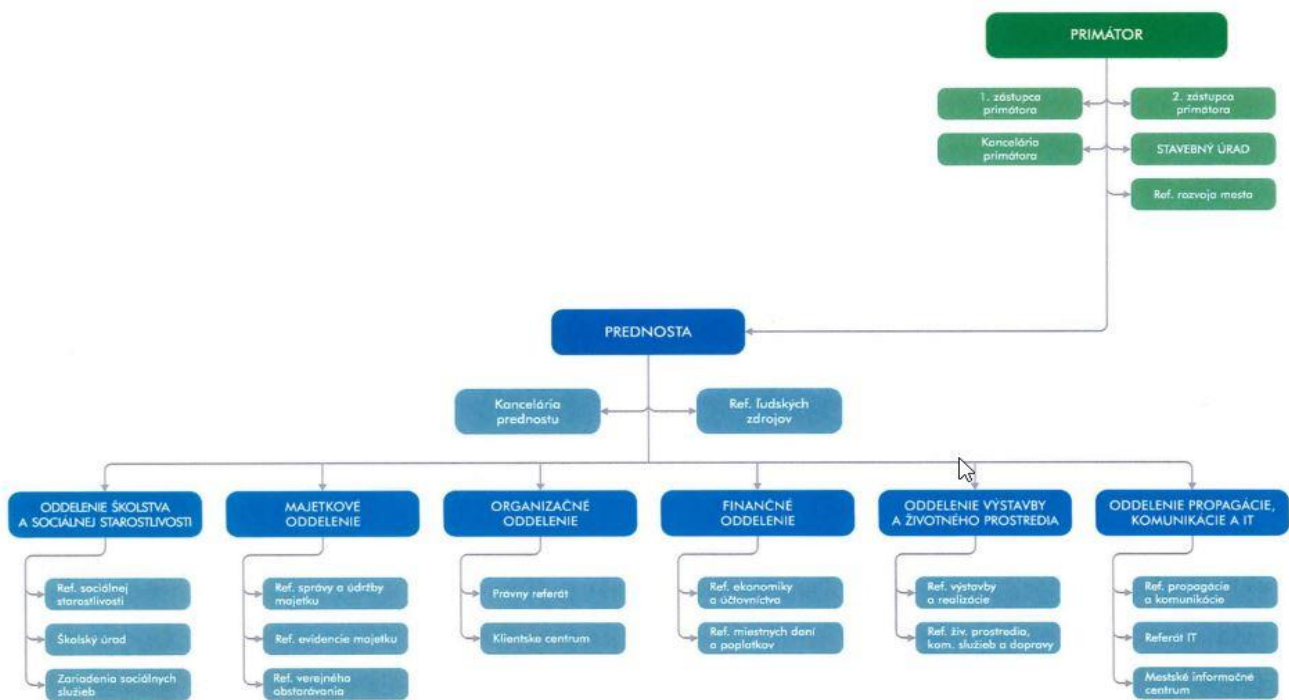 PRIMÁTOR
1. zástupca
primátora
2. zástupca
primátora
Kancelária
primátora
STAVEBNÝ ÚRAD
Ref. rozvoja mesta
PREDNOSTA
Kancelária
prednostu
Ref. ľudských
zdrojov
ODDELENIE ŠKOLSTVA
A SOCIÁLNEJ STAROSTLIVOSTI
Ref. sociálnej
starostlivosti
Školský úrad
Zariadenia sociálnych
služieb
MAJETKOVÉ
ODDELENIE
Ref. správy a údržby
majetku
Ref. evidencie majetku
Ref. verejného
obstarávania
ORGANIZAČNÉ
ODDELENIE
Právny referát
Klientske centrum
FINANČNÉ
ODDELENIE
Ref. ekonomiky
a účtovníctva
Ref. miestnych daní
a poplatkov
ODDELENIE VÝSTAVBY
A ŽIVOTNÉHO PROSTREDIA
Ref. výstavby
a realizácie
Ref. živ. prostredia,
kom. služieb a dopravy
ODDELENIE PROPAGÁCIE,
KOMUNIKÁCIE A IT
Ref. propagácie
a komunikácie
Referát IT
Mestské informačné
centrum